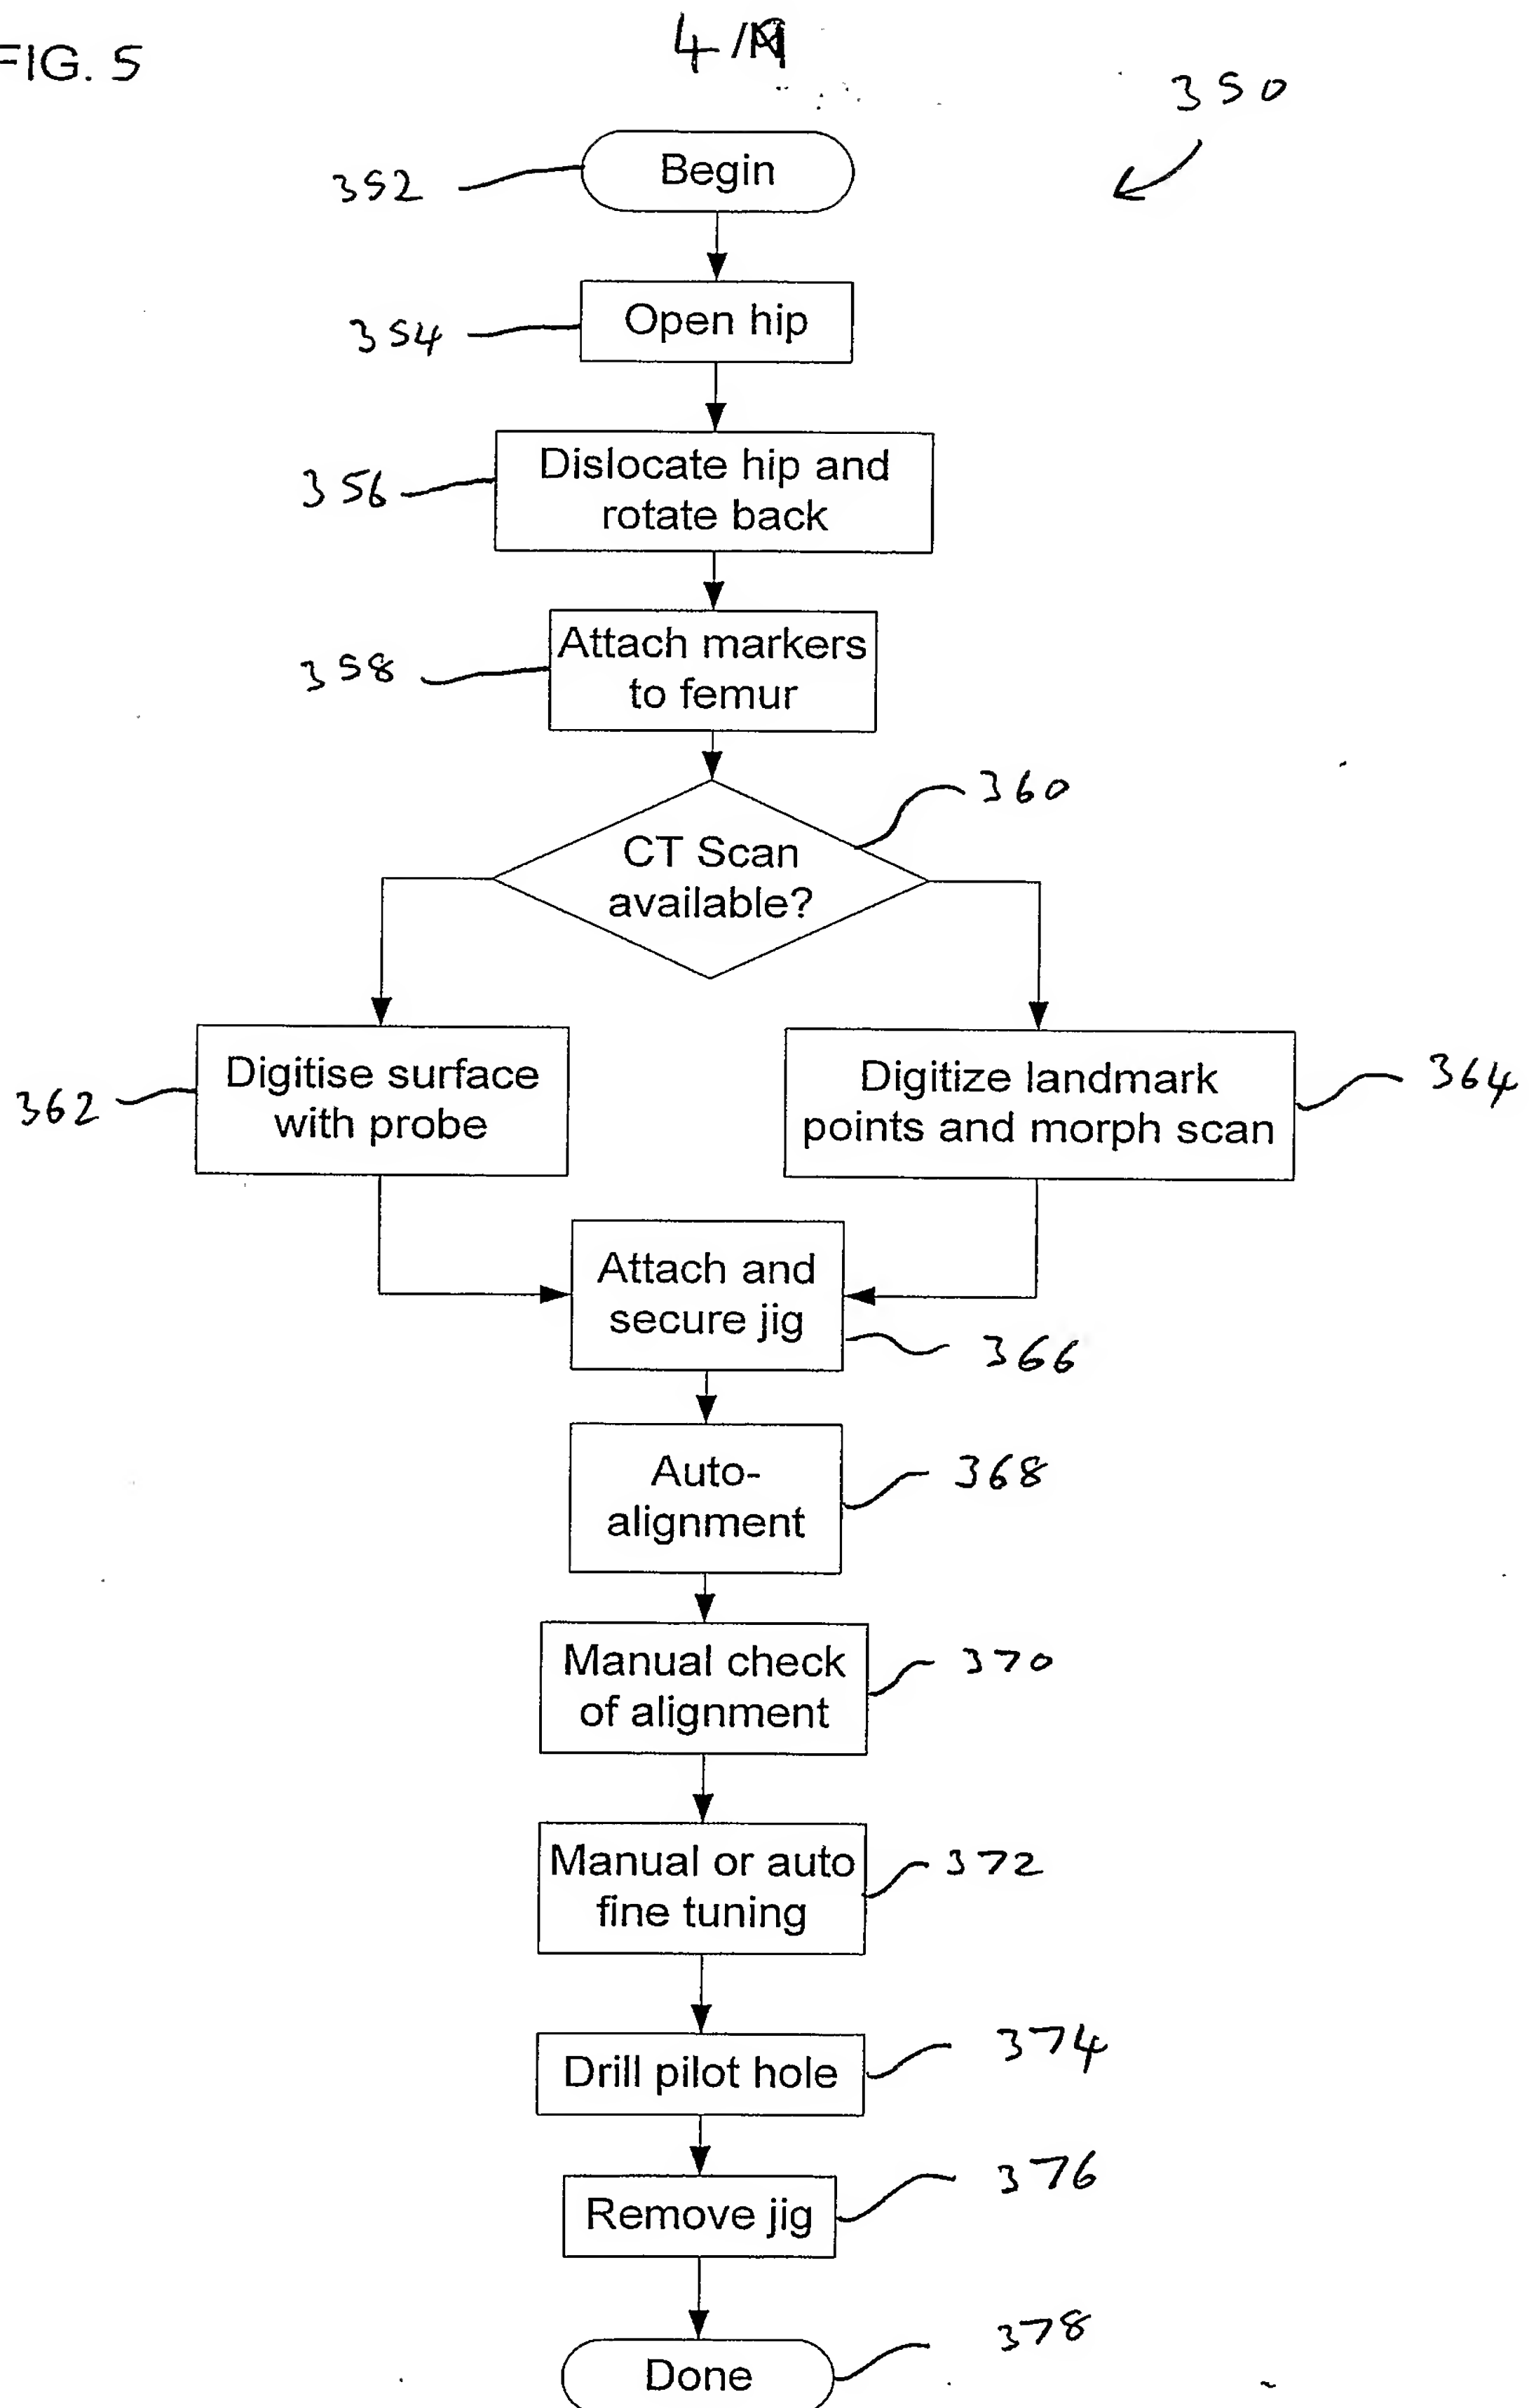 FIG. 5
4/
350
352
Begin
354
Open hip
356
Dislocate hip and
rotate back
358
Attach markers
to femur
360
CT Scan
available?
362
Digitise surface
with probe
Digitize landmark
points and morph scan
364
Attach and
secure jig
366
Auto-
alignment
368
Manual check
of alignment
370
Manual or auto
fine tuning
372
Drill pilot hole
374
Remove jig
376
Done
378